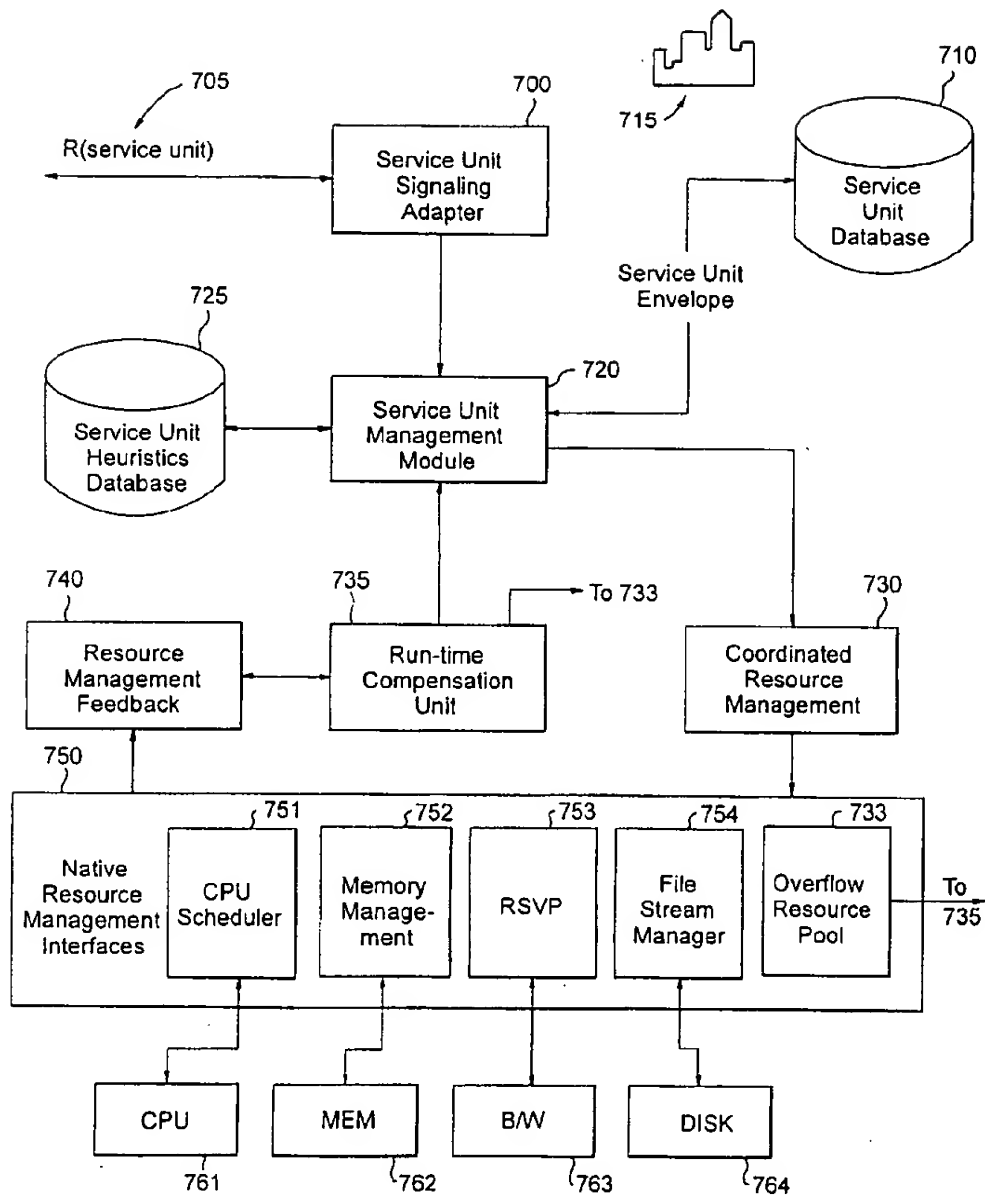 705
R(service unit)
700
Service Unit
Signaling
Adapter
715
710
Service
Unit
Database
Service Unit
Envelope
725
Service Unit
Heuristics
Database
720
Service Unit
Management
Module
740
Resource
Management
Feedback
735
Run-time
Compensation
Unit
To 733
730
Coordinated
Resource
Management
750
Native
Resource
Management
Interfaces
751
CPU
Scheduler
752
Memory
Manage-
ment
753
RSVP
754
File
Stream
Manager
733
Overflow
Resource
Pool
To
735
CPU
761
MEM
762
B/W
763
DISK
764